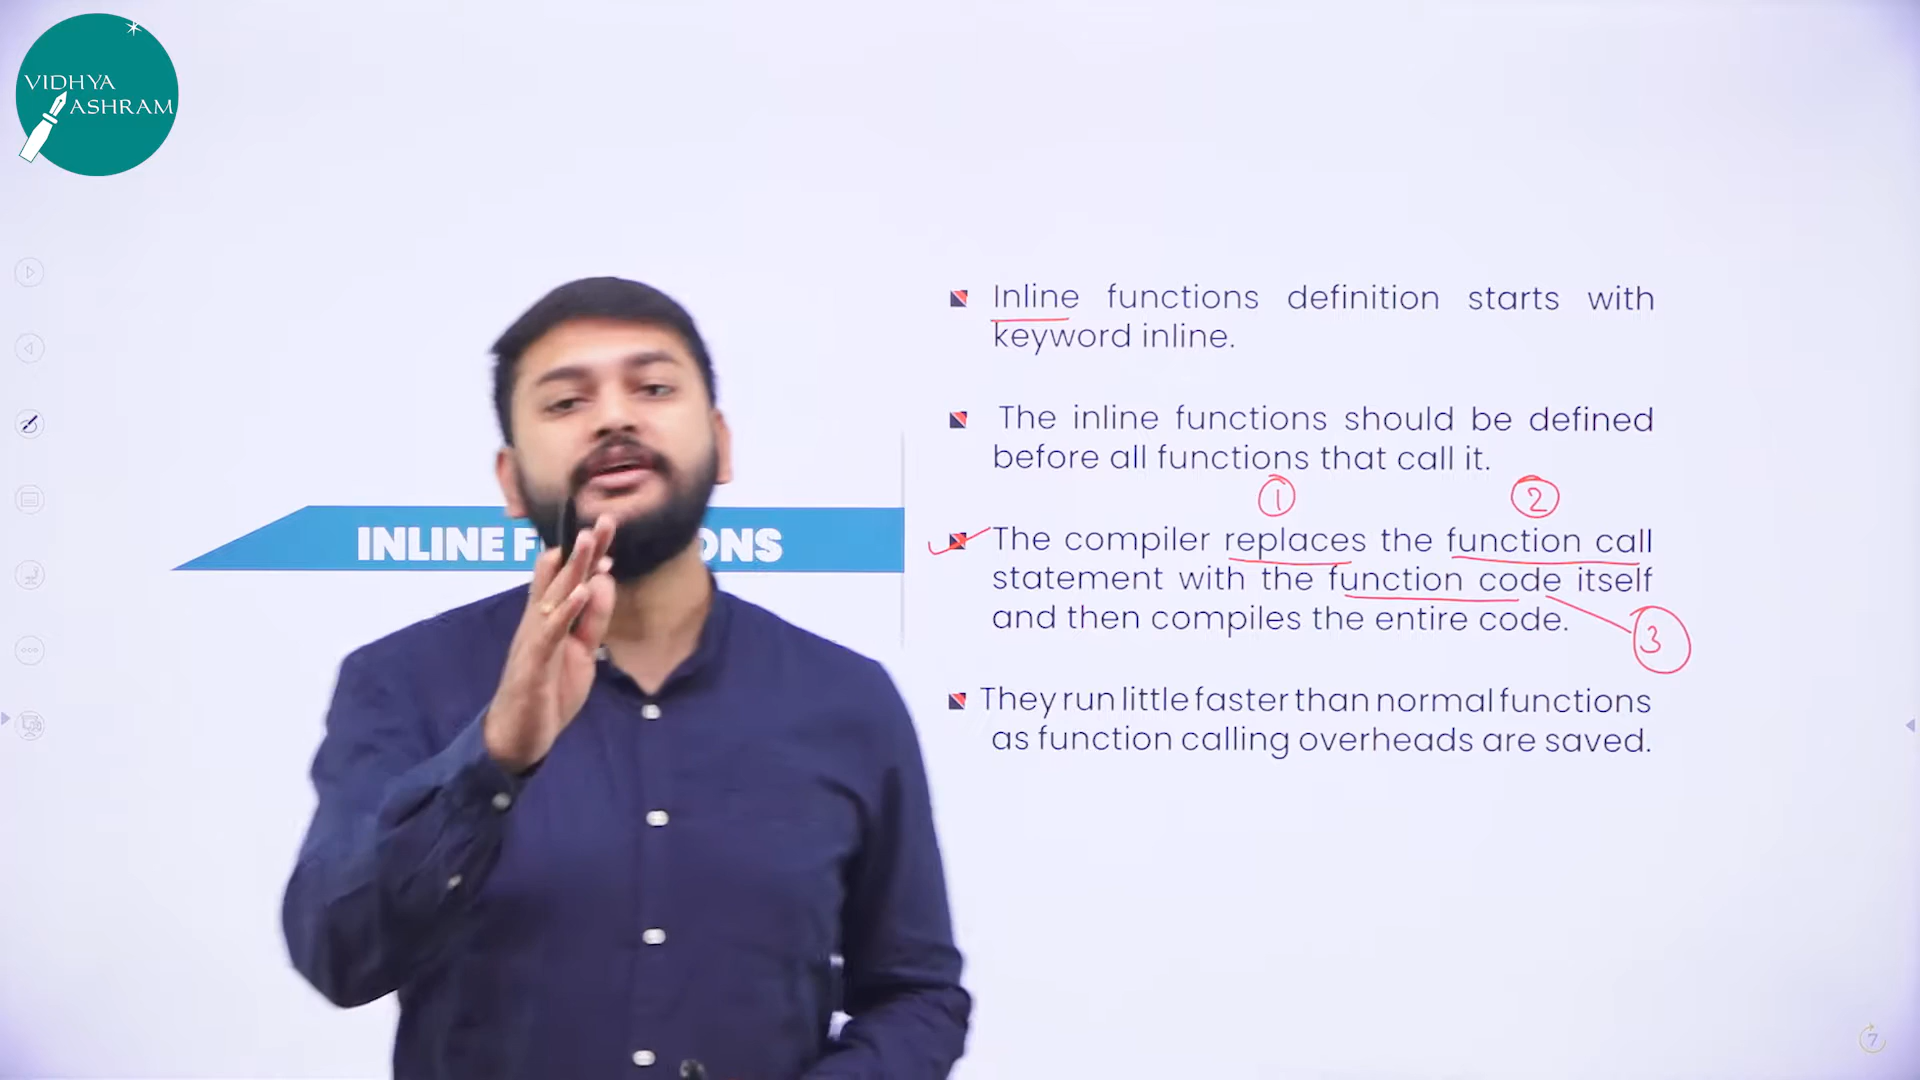 VIDHYA
ASHRAM
INLINE F ONS
Inline functions definition starts with
keyword inline.
The inline functions should be defined
before all functions that call it.
1 2
The compiler replaces the function call
statement with the function code itself
and then compiles the entire code.
3
They run little faster than normal functions
as function calling overheads are saved.
7